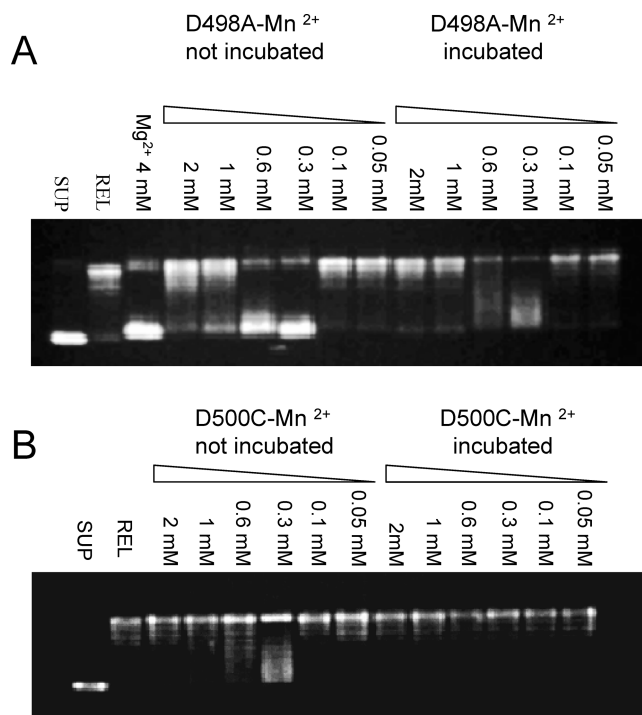 A
D498A-Mn 2+
not incubated
D498A-Mn 2+
incubated
SUP
REL
Mg2+ 4 mM
2 mM
1 mM
0.6 mM
0.3 mM
0.1 mM
0.05 mM
2mM
1 mM
0.6 mM
0.3 mM
0.1 mM
0.05 mM
B
D500C-Mn 2+
not incubated
D500C-Mn 2+
incubated
SUP
REL
2 mM
1 mM
0.6 mM
0.3 mM
0.1 mM
0.05 mM
2mM
1 mM
0.6 mM
0.3 mM
0.1 mM
0.05 mM